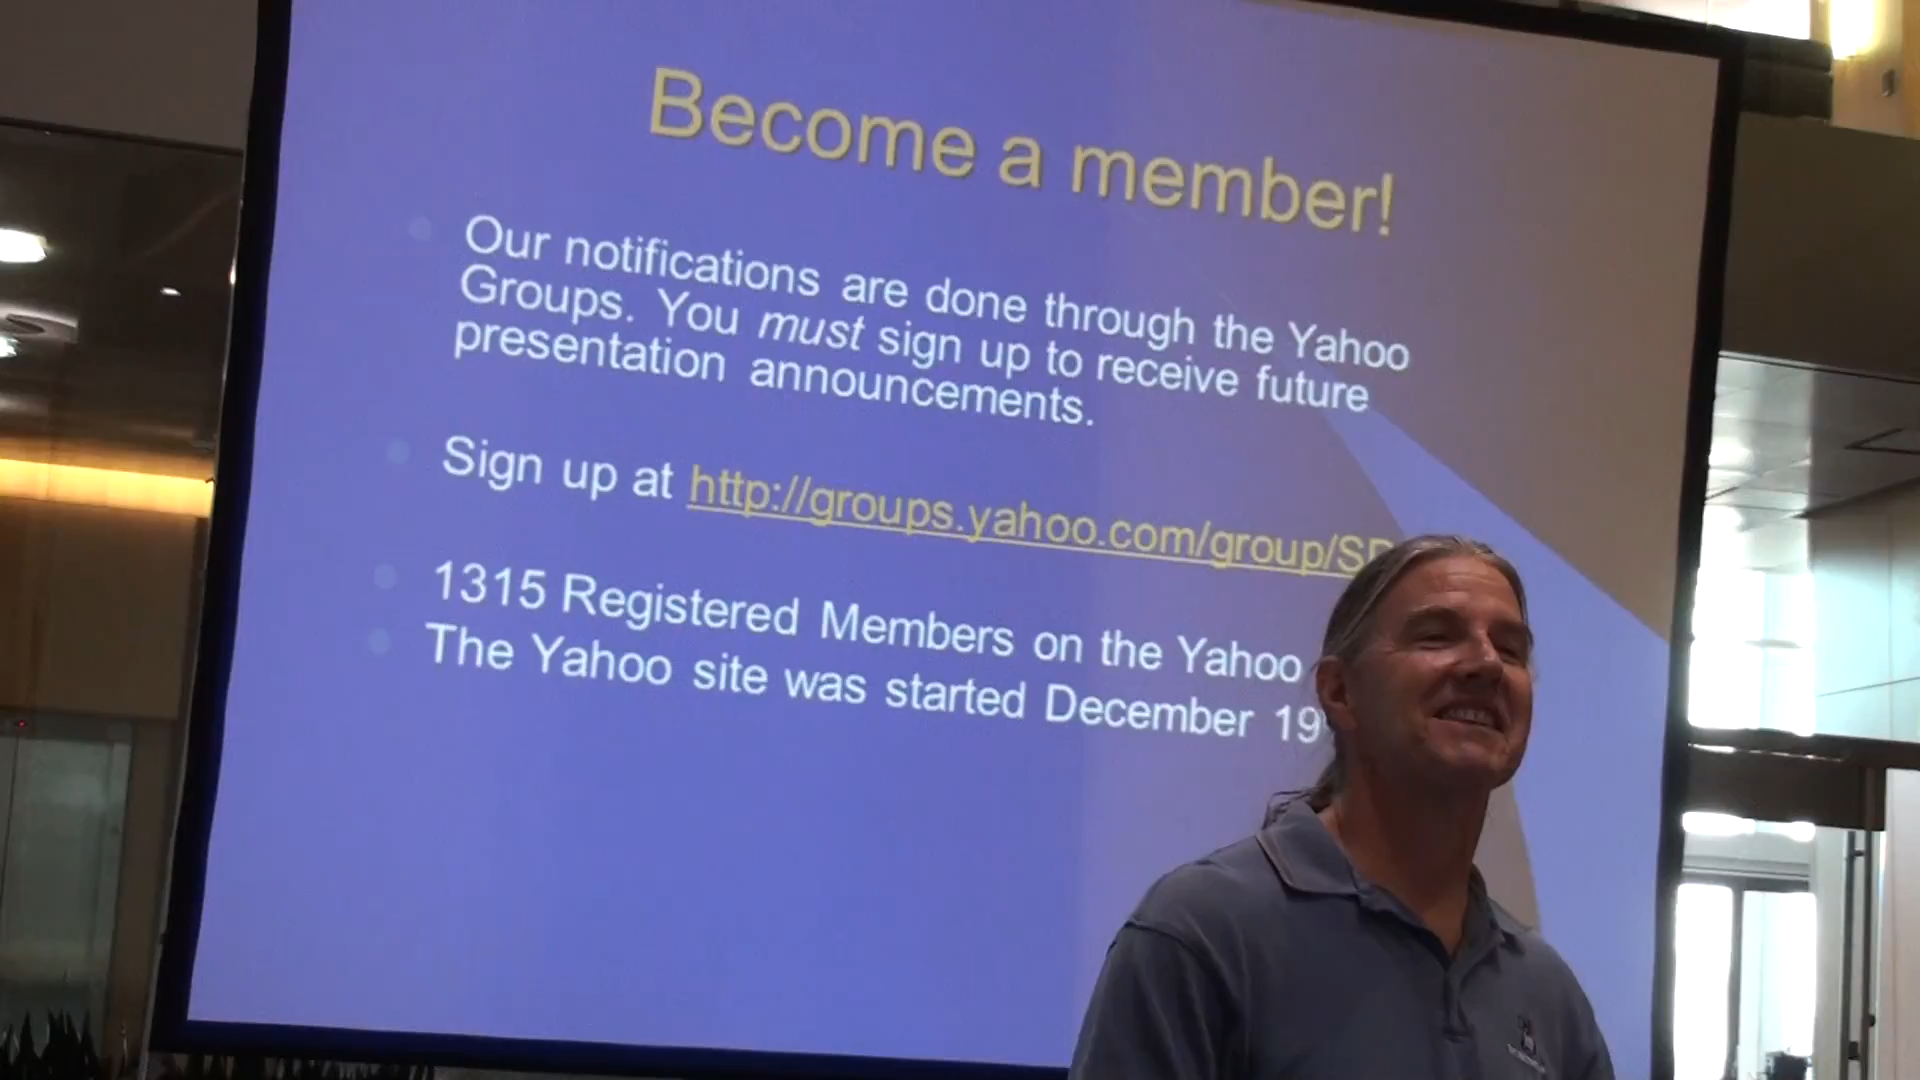 Become a member!
Our notifications are done through the Yahoo
Groups. You must sign up to receive future
presentation announcements.
Sign up at http://groups.yahoo.com/group/SD
1315 Registered Members on the Yahoo
The Yahoo site was started December 19